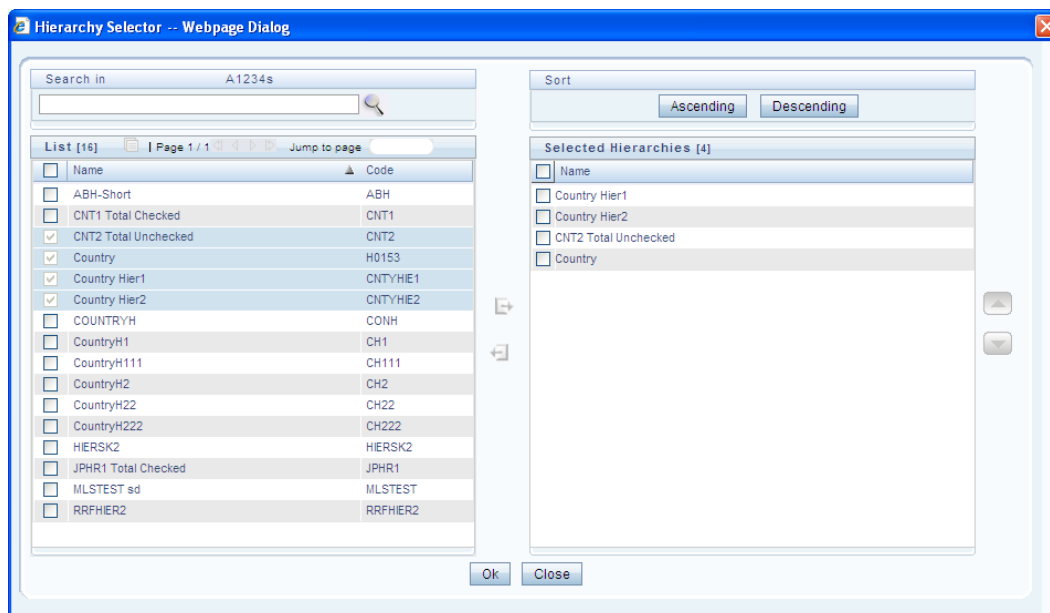 Hierarchy Selector -- Webpage Dialog
Search in A1234s
List [16] | Page 1 / 1 Jump to page
Name Code
ABH-Short ABH
CNT1 Total Checked CNT1
CNT2 Total Unchecked CNT2
Country H0153
Country Hier1 CNTYHIE1
Country Hier2 CNTYHIE2
COUNTRYH CONH
CountryH1 CH1
CountryH111 CH111
CountryH2 CH2
CountryH22 CH22
CountryH222 CH222
HIERSK2 HIERSK2
JPHR1 Total Checked JPHR1
MLSTEST sd MLSTEST
RRFHIER2 RRFHIER2
Sort
Ascending Descending
Selected Hierarchies [4]
Name
Country Hier1
Country Hier2
CNT2 Total Unchecked
Country
Ok Close